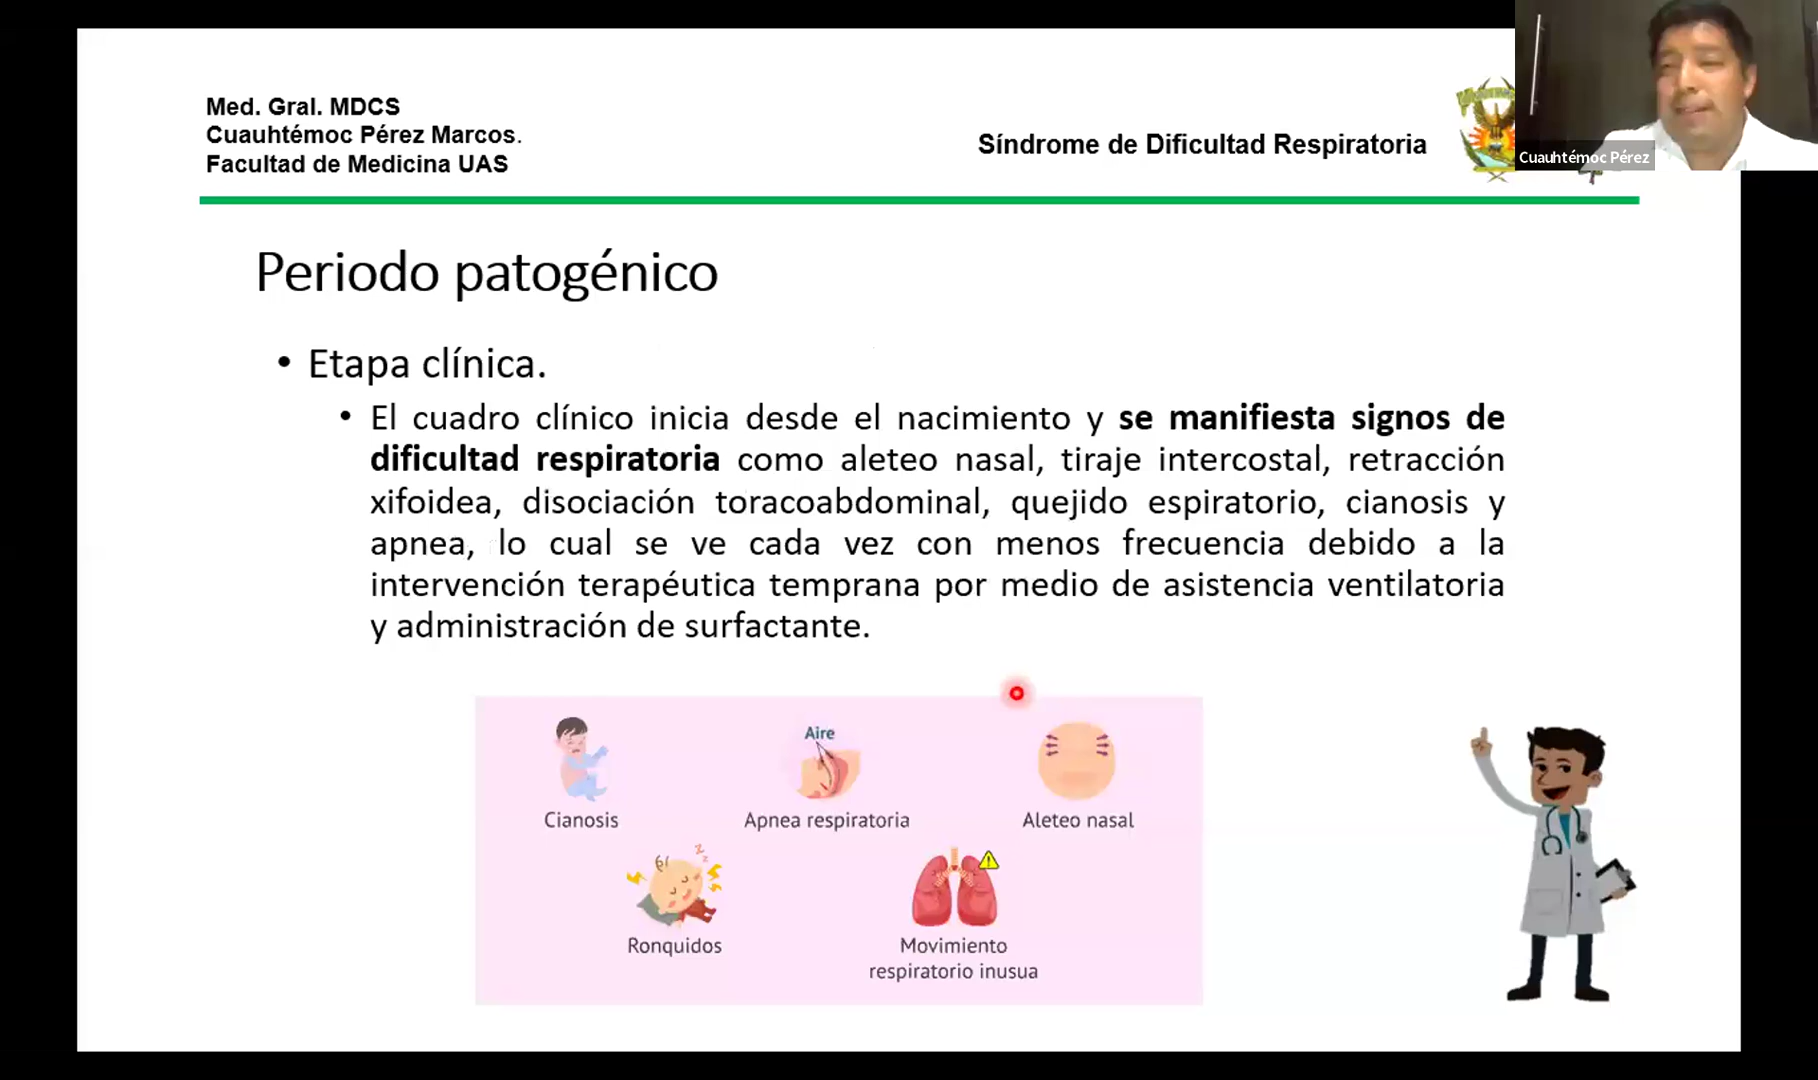 Med. Gral. MDCS
Cuauhtémoc Pérez Marcos.
Facultad de Medicina UAS
Síndrome de Dificultad Respiratoria
Cuauhtémoc Pérez
Periodo patogénico
• Etapa clínica.
• El cuadro clínico inicia desde el nacimiento y se manifiesta signos de
dificultad respiratoria como aleteo nasal, tiraje intercostal, retracción
xifoidea, disociación toracoabdominal, quejido espiratorio, cianosis y
apnea, lo cual se ve cada vez con menos frecuencia debido a la
intervención terapéutica temprana por medio de asistencia ventilatoria
y administración de surfactante.
Aire
Cianosis
Apnea respiratoria
Aleteo nasal
Ronquidos
Movimiento
respiratorio inusua